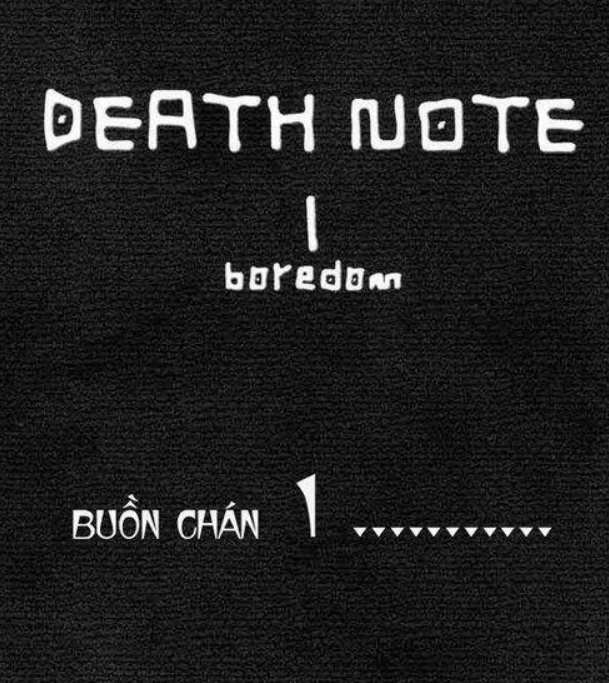 DEATH NOTE
1
boredom
BUỒN CHÁN 1 ...........